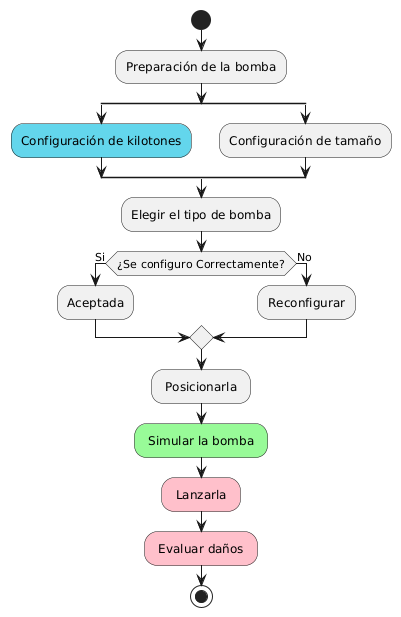 Preparación de la bomba
Configuración de kilotones
Configuración de tamaño
Elegir el tipo de bomba
Si
¿Se configuro Correctamente?
No
Aceptada
Reconfigurar
Posicionarla
Simular la bomba
Lanzarla
Evaluar daños